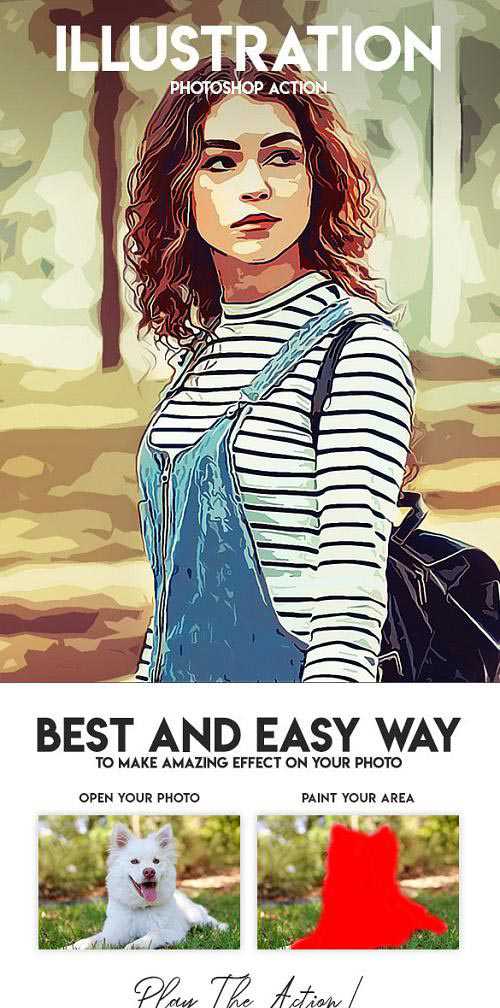 ILLUSTRATION
PHOTOSHOP ACTION
BEST AND EASY WAY
TO MAKE AMAZING EFFECT ON YOUR PHOTO
OPEN YOUR PHOTO
PAINT YOUR AREA
Play The Action!